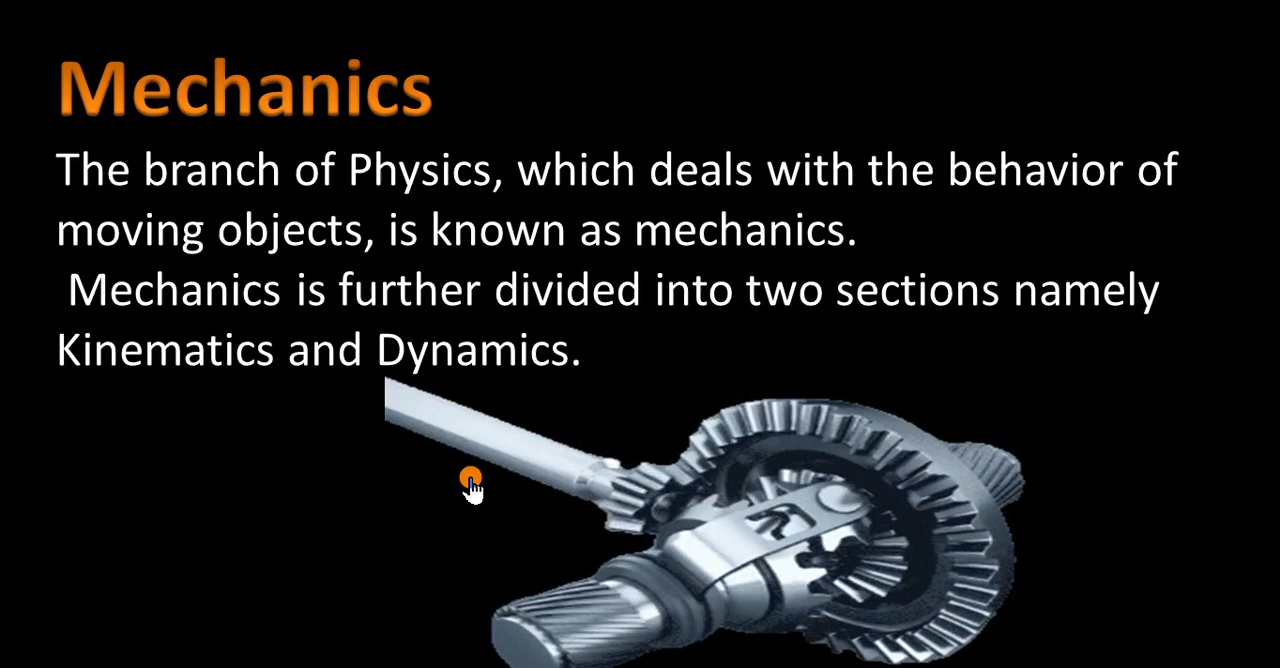 Mechanics
The branch of Physics, which deals with the behavior of
moving objects, is known as mechanics.
Mechanics is further divided into two sections namely
Kinematics and Dynamics.